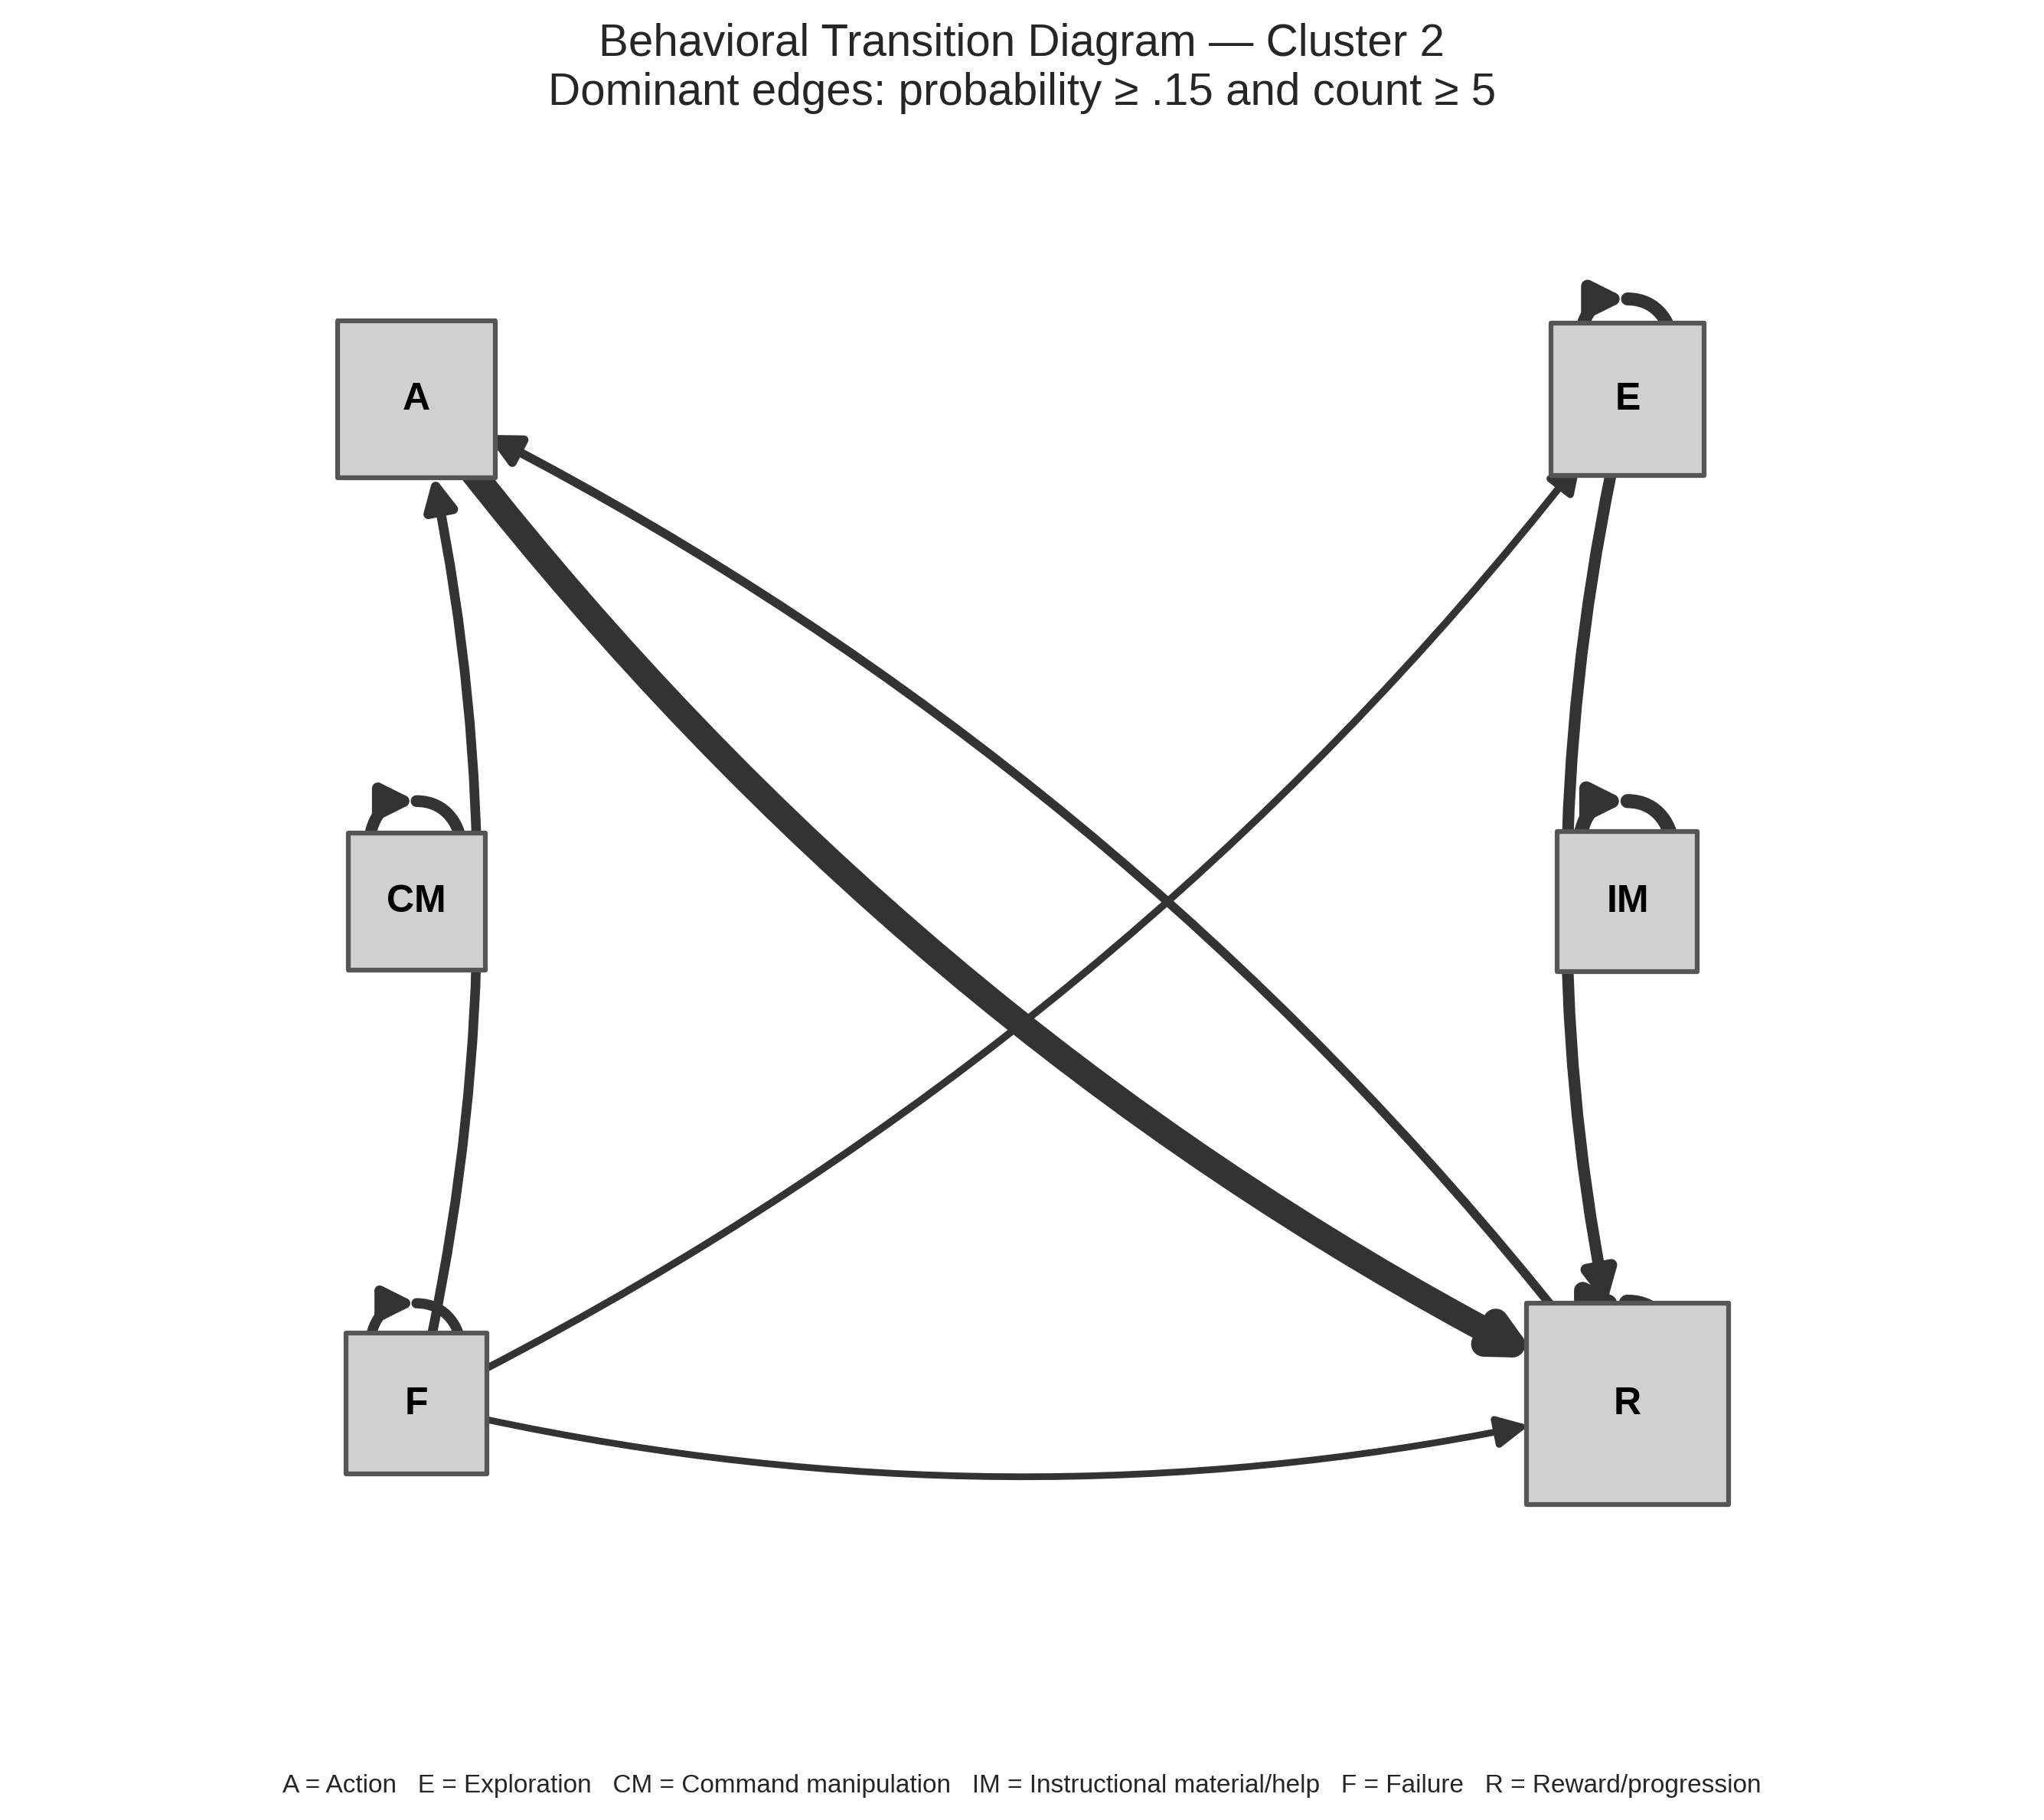 Behavioral Transition Diagram — Cluster 2
Dominant edges: probability ≥ .15 and count ≥ 5
A
E
CM
IM
F
R
A = Action   E = Exploration   CM = Command manipulation   IM = Instructional material/help   F = Failure   R = Reward/progression